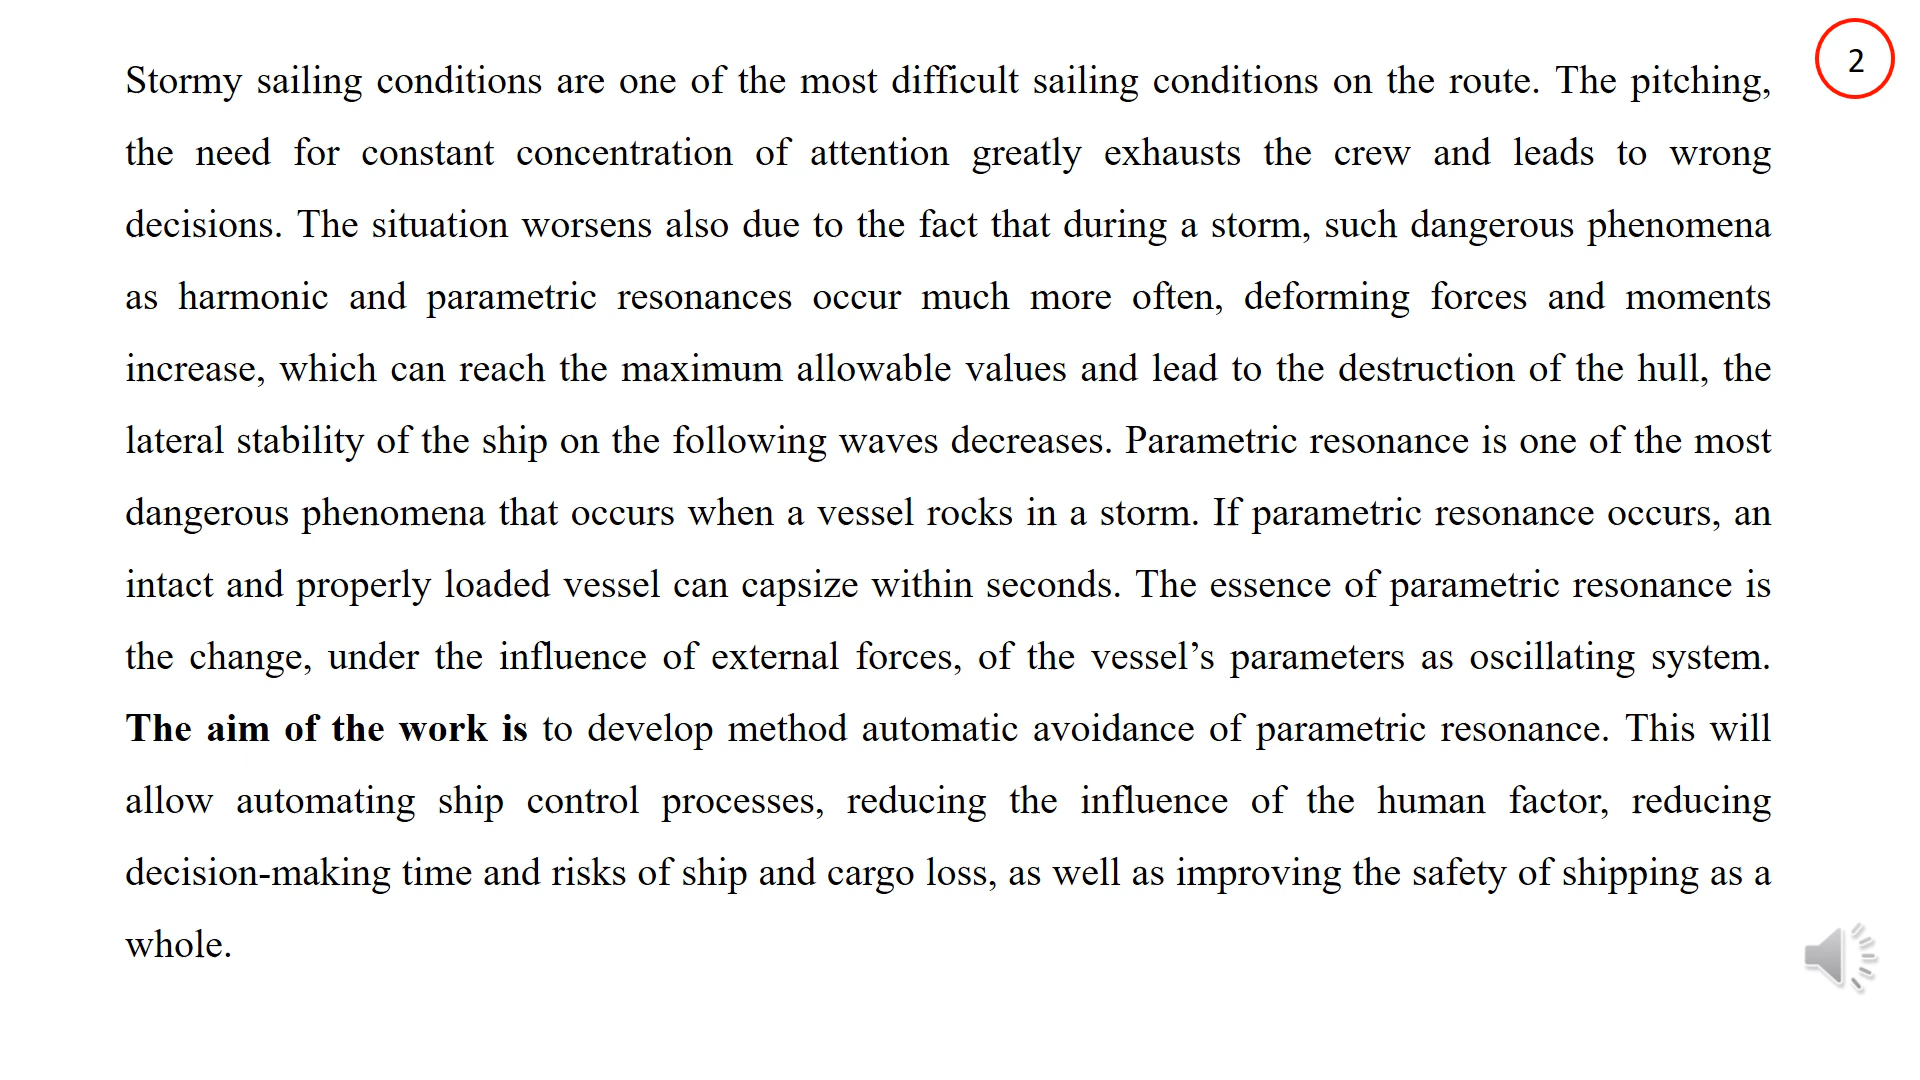 2
Stormy sailing conditions are one of the most difficult sailing conditions on the route. The pitching,
the need for constant concentration of attention greatly exhausts the crew and leads to wrong
decisions. The situation worsens also due to the fact that during a storm, such dangerous phenomena
as harmonic and parametric resonances occur much more often, deforming forces and moments
increase, which can reach the maximum allowable values and lead to the destruction of the hull, the
lateral stability of the ship on the following waves decreases. Parametric resonance is one of the most
dangerous phenomena that occurs when a vessel rocks in a storm. If parametric resonance occurs, an
intact and properly loaded vessel can capsize within seconds. The essence of parametric resonance is
the change, under the influence of external forces, of the vessel’s parameters as oscillating system.
The aim of the work is to develop method automatic avoidance of parametric resonance. This will
allow automating ship control processes, reducing the influence of the human factor, reducing
decision-making time and risks of ship and cargo loss, as well as improving the safety of shipping as a
whole.